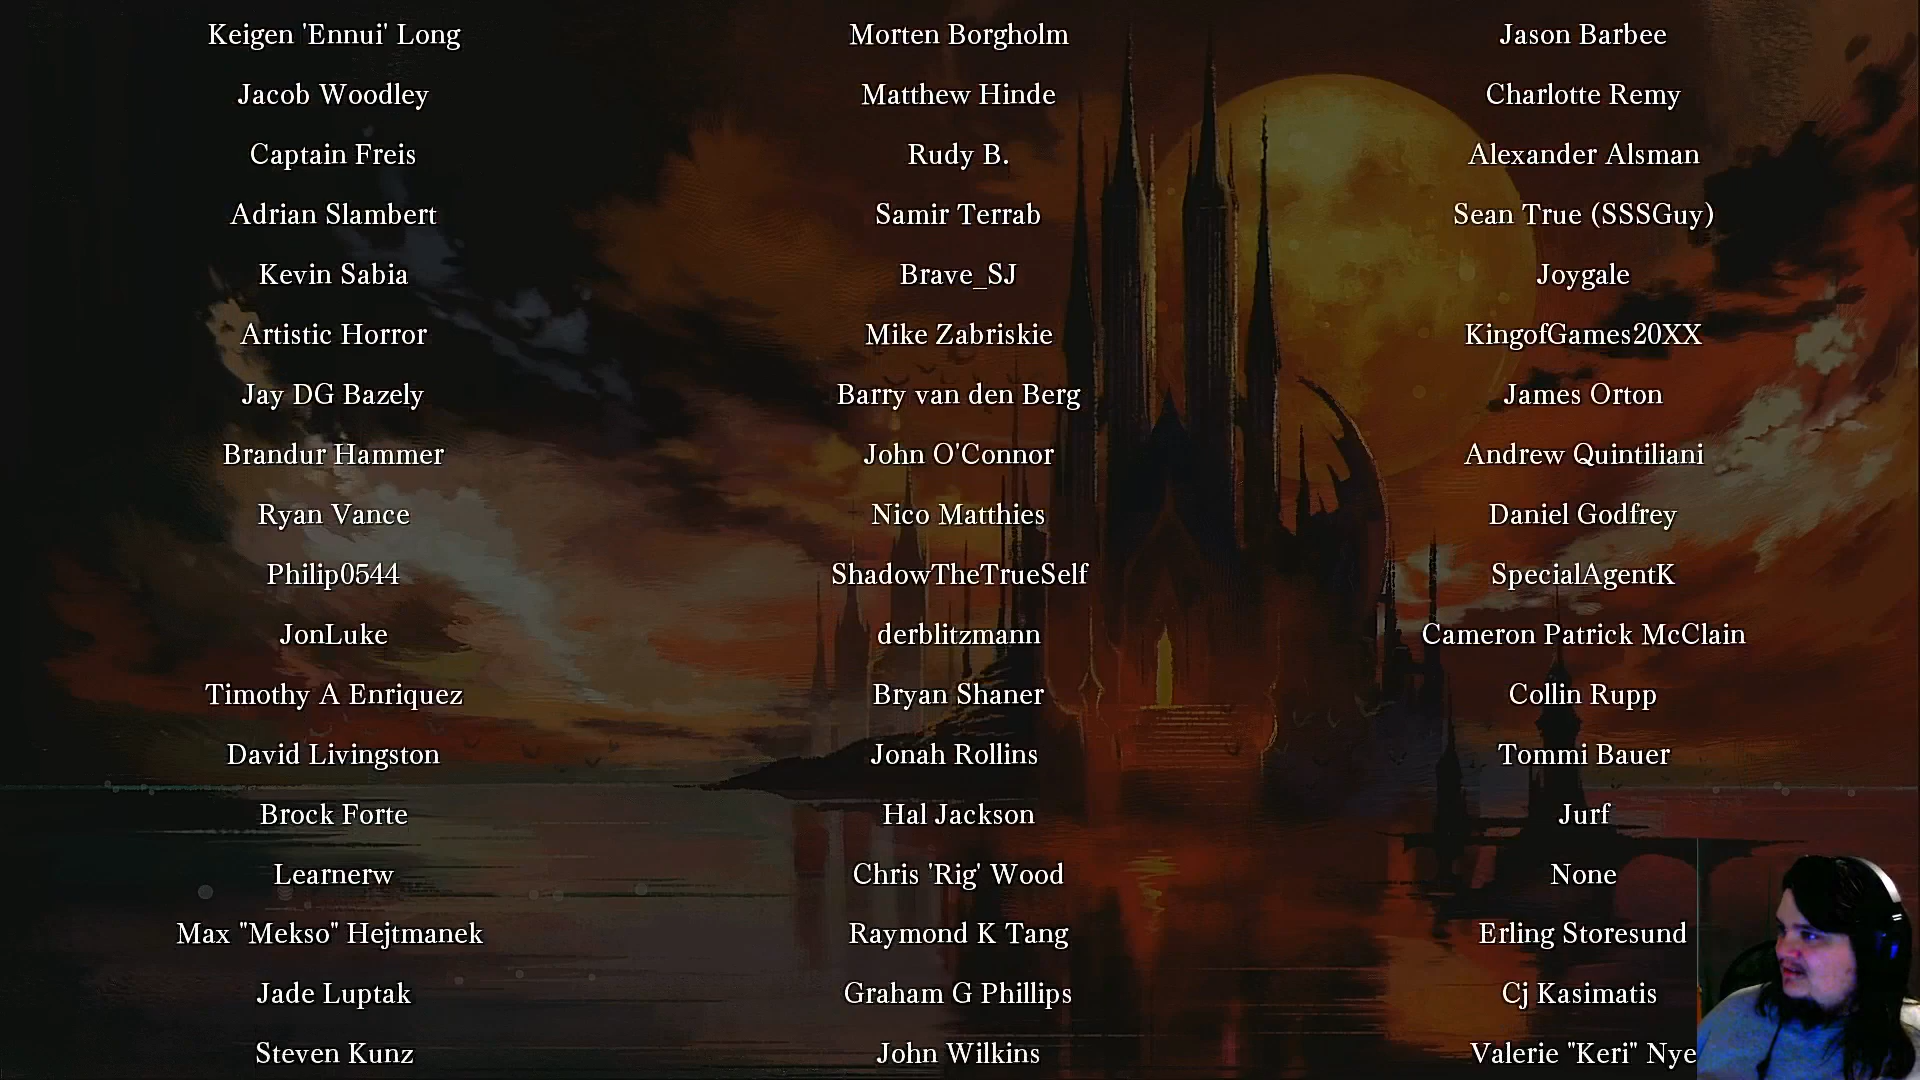 Keigen 'Ennui' Long
Morten Borgholm
Jason Barbee
Jacob Woodley
Matthew Hinde
Charlotte Remy
Captain Freis
Rudy B.
Alexander Alsman
Adrian Slambert
Samir Terrab
Sean True (SSSGuy)
Kevin Sabia
Brave_SJ
Joygale
Artistic Horror
Mike Zabriskie
KingofGames20XX
Jay DG Bazely
Barry van den Berg
James Orton
Brandur Hammer
John O'Connor
Andrew Quintiliani
Ryan Vance
Nico Matthies
Daniel Godfrey
Philip0544
ShadowTheTrueSelf
SpecialAgentK
JonLuke
derblitzmann
Cameron Patrick McClain
Timothy A Enriquez
Bryan Shaner
Collin Rupp
David Livingston
Jonah Rollins
Tommi Bauer
Brock Forte
Hal Jackson
Jurf
Learnerw
Chris 'Rig' Wood
None
Max "Mekso" Hejtmanek
Raymond K Tang
Erling Storesund
Jade Luptak
Graham G Phillips
Cj Kasimatis
Steven Kunz
John Wilkins
Valerie "Keri" Nye